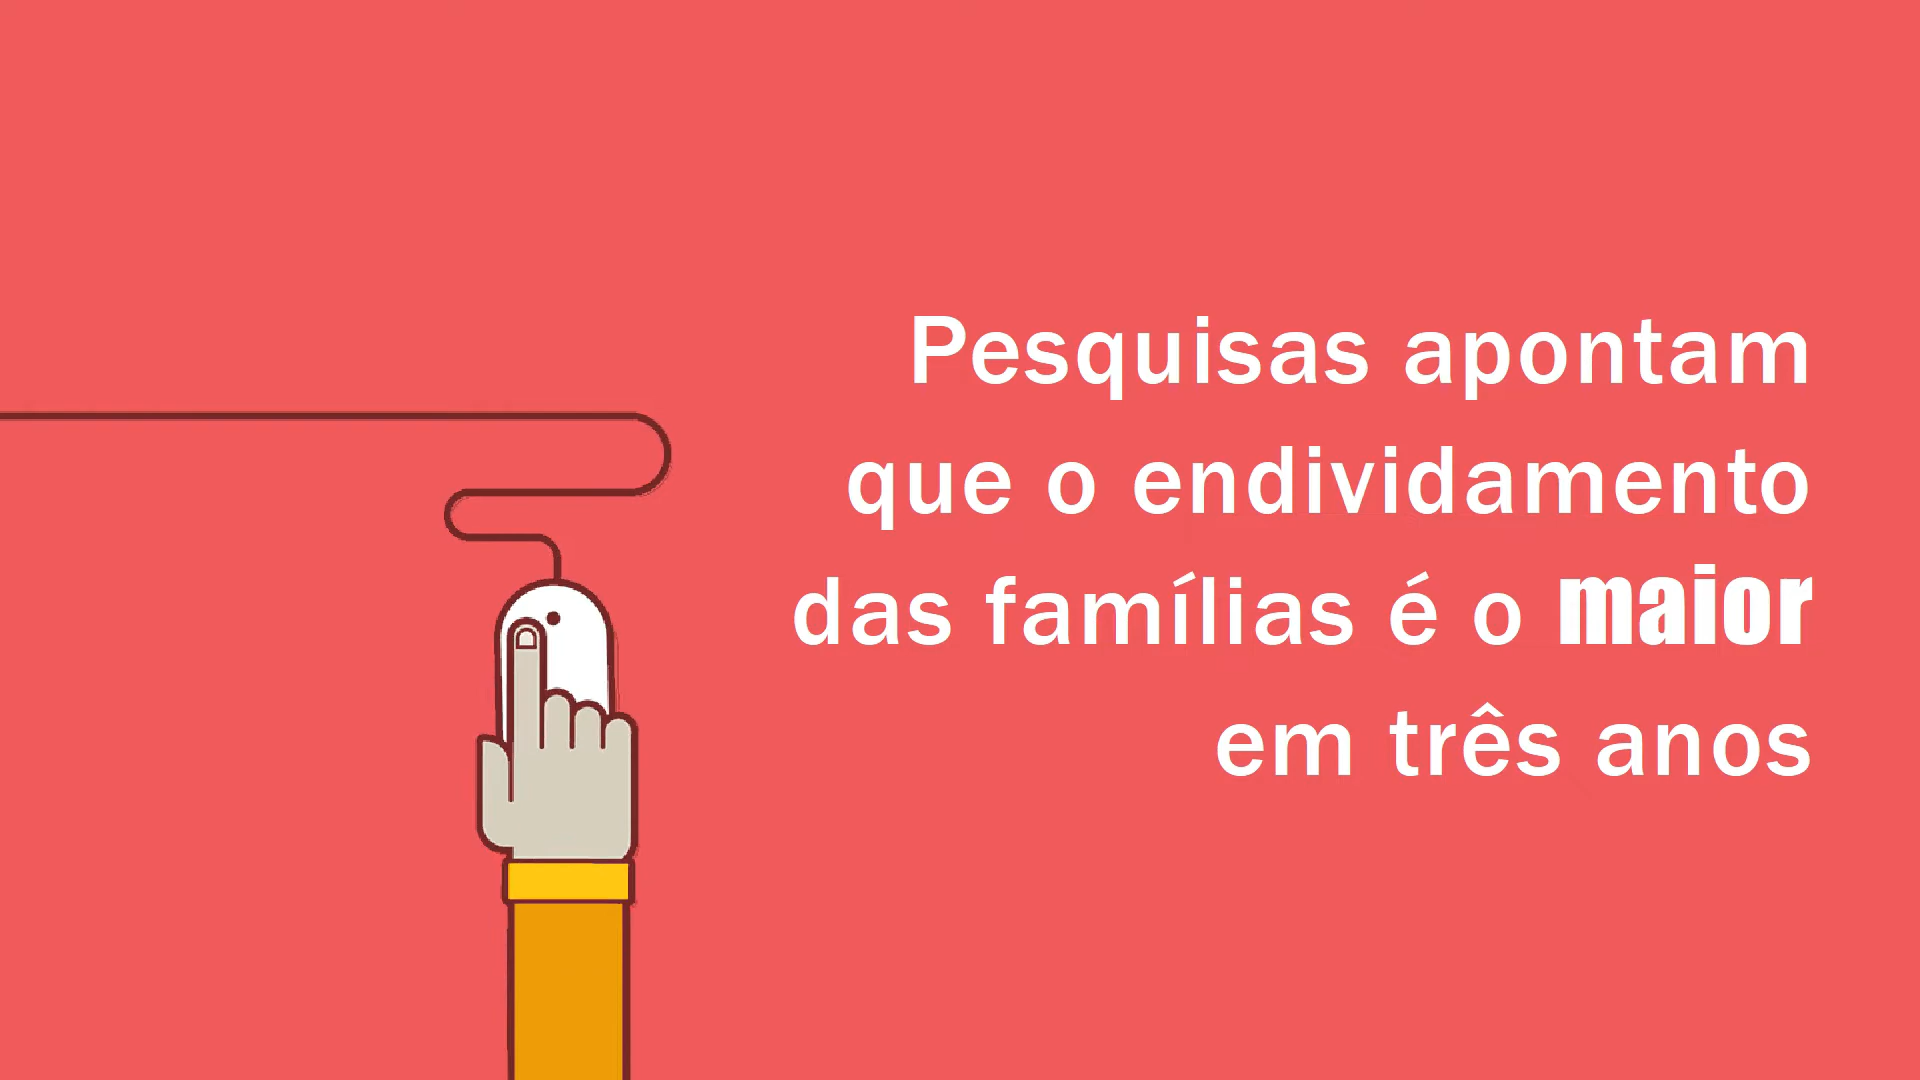 Pesquisas apontam
que o endividamento
das famílias é o maior
em três anos